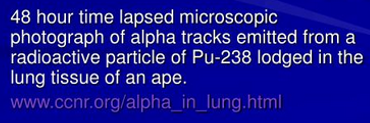 48 hour time lapsed microscopic
photograph of alpha tracks emitted from a
radioactive particle of Pu-238 lodged in the
lung tissue of an ape.
www.ccnr.org/alpha_in_lung.html